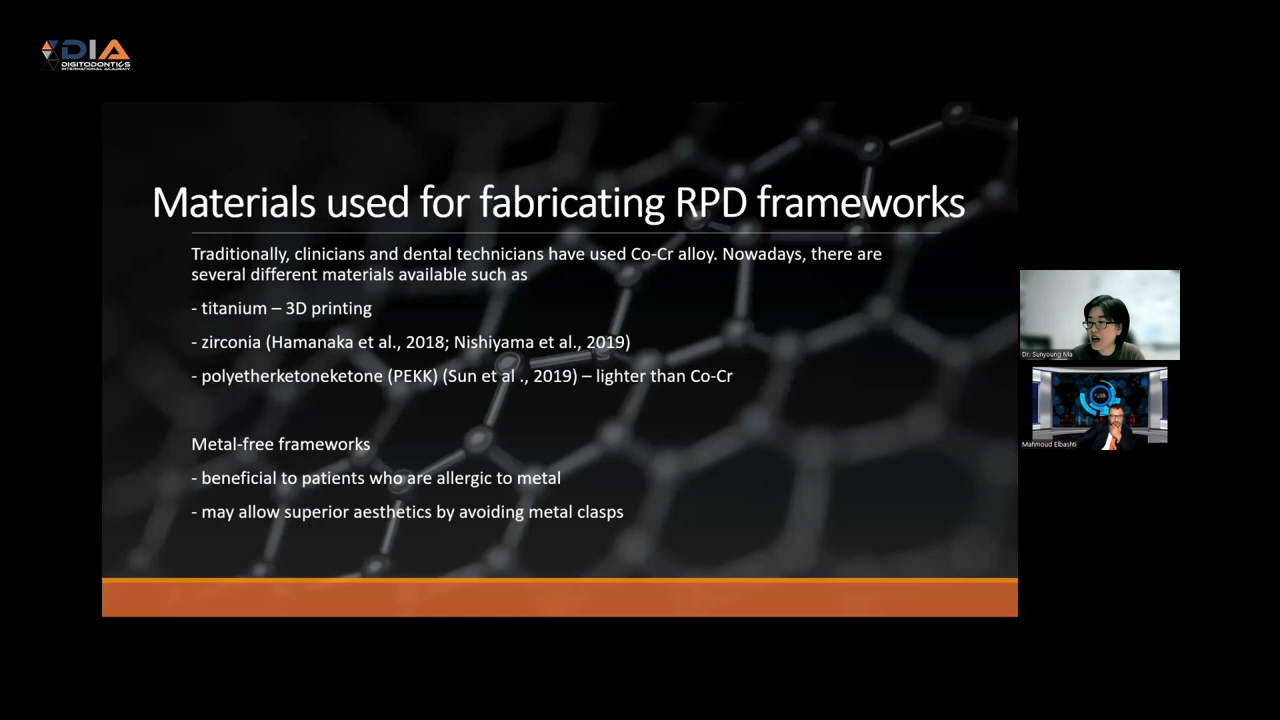 DIA
DIGITODONTICS
INTERNATIONAL ACADEMY
Materials used for fabricating RPD frameworks
Traditionally, clinicians and dental technicians have used Co-Cr alloy. Nowadays, there are
several different materials available such as
- titanium – 3D printing
- zirconia (Hamanaka et al., 2018; Nishiyama et al., 2019)
- polyetherketoneketone (PEKK) (Sun et al ., 2019) – lighter than Co-Cr
Metal-free frameworks
- beneficial to patients who are allergic to metal
- may allow superior aesthetics by avoiding metal clasps
Dr. Sunyoung Ma
Mahmoud Elbashti